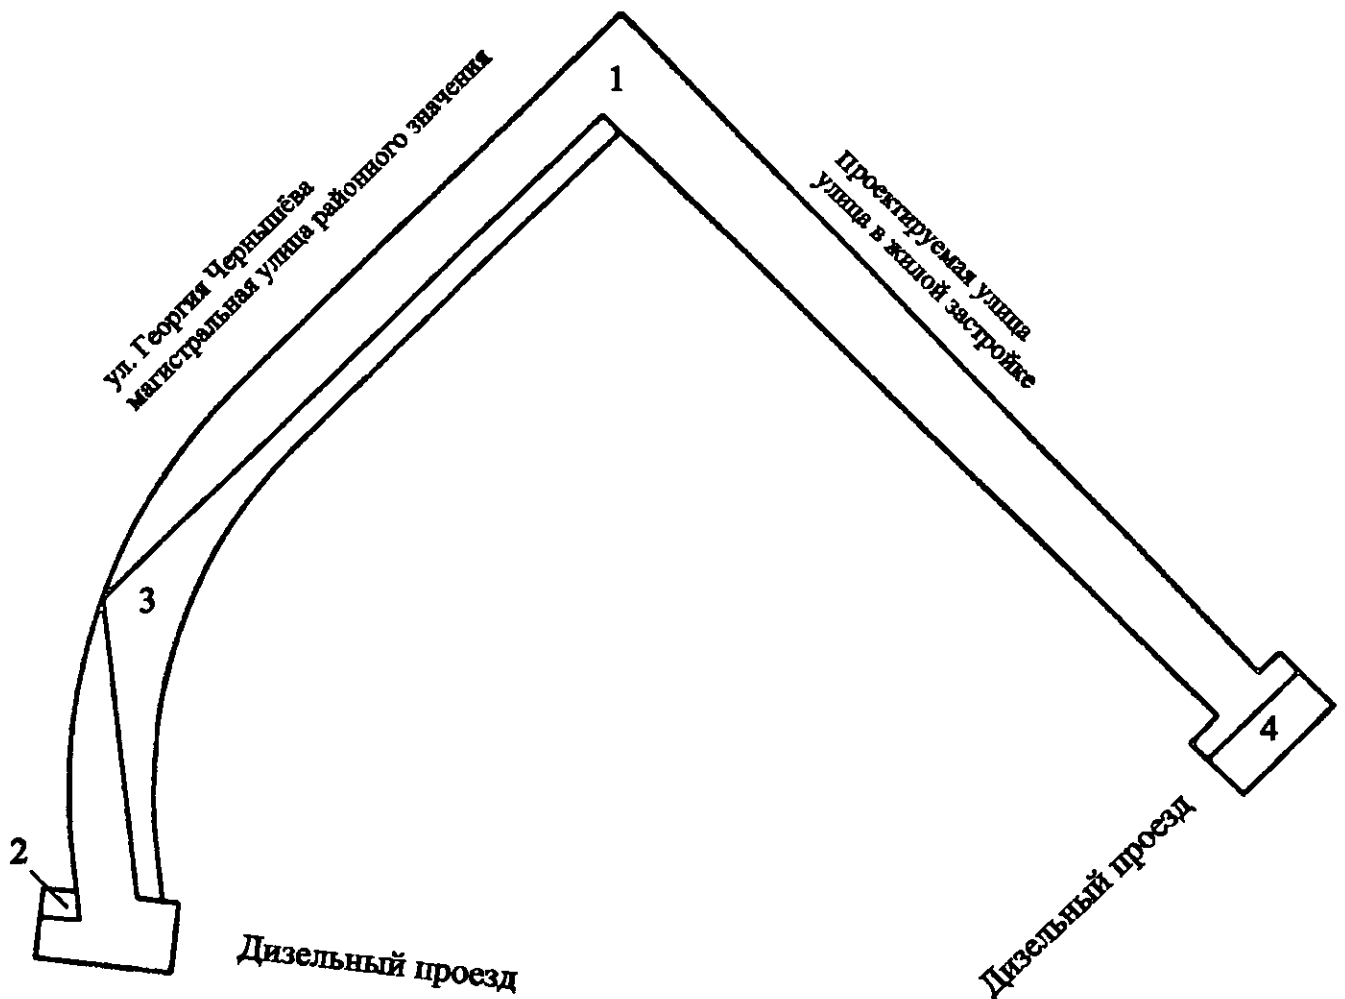 1
ул. Георгия Чернышёва
магистральная улица районного значения
Проектируемая улица
улица в жилой застройке
3
4
2
Дизельный проезд
Дизельный проезд